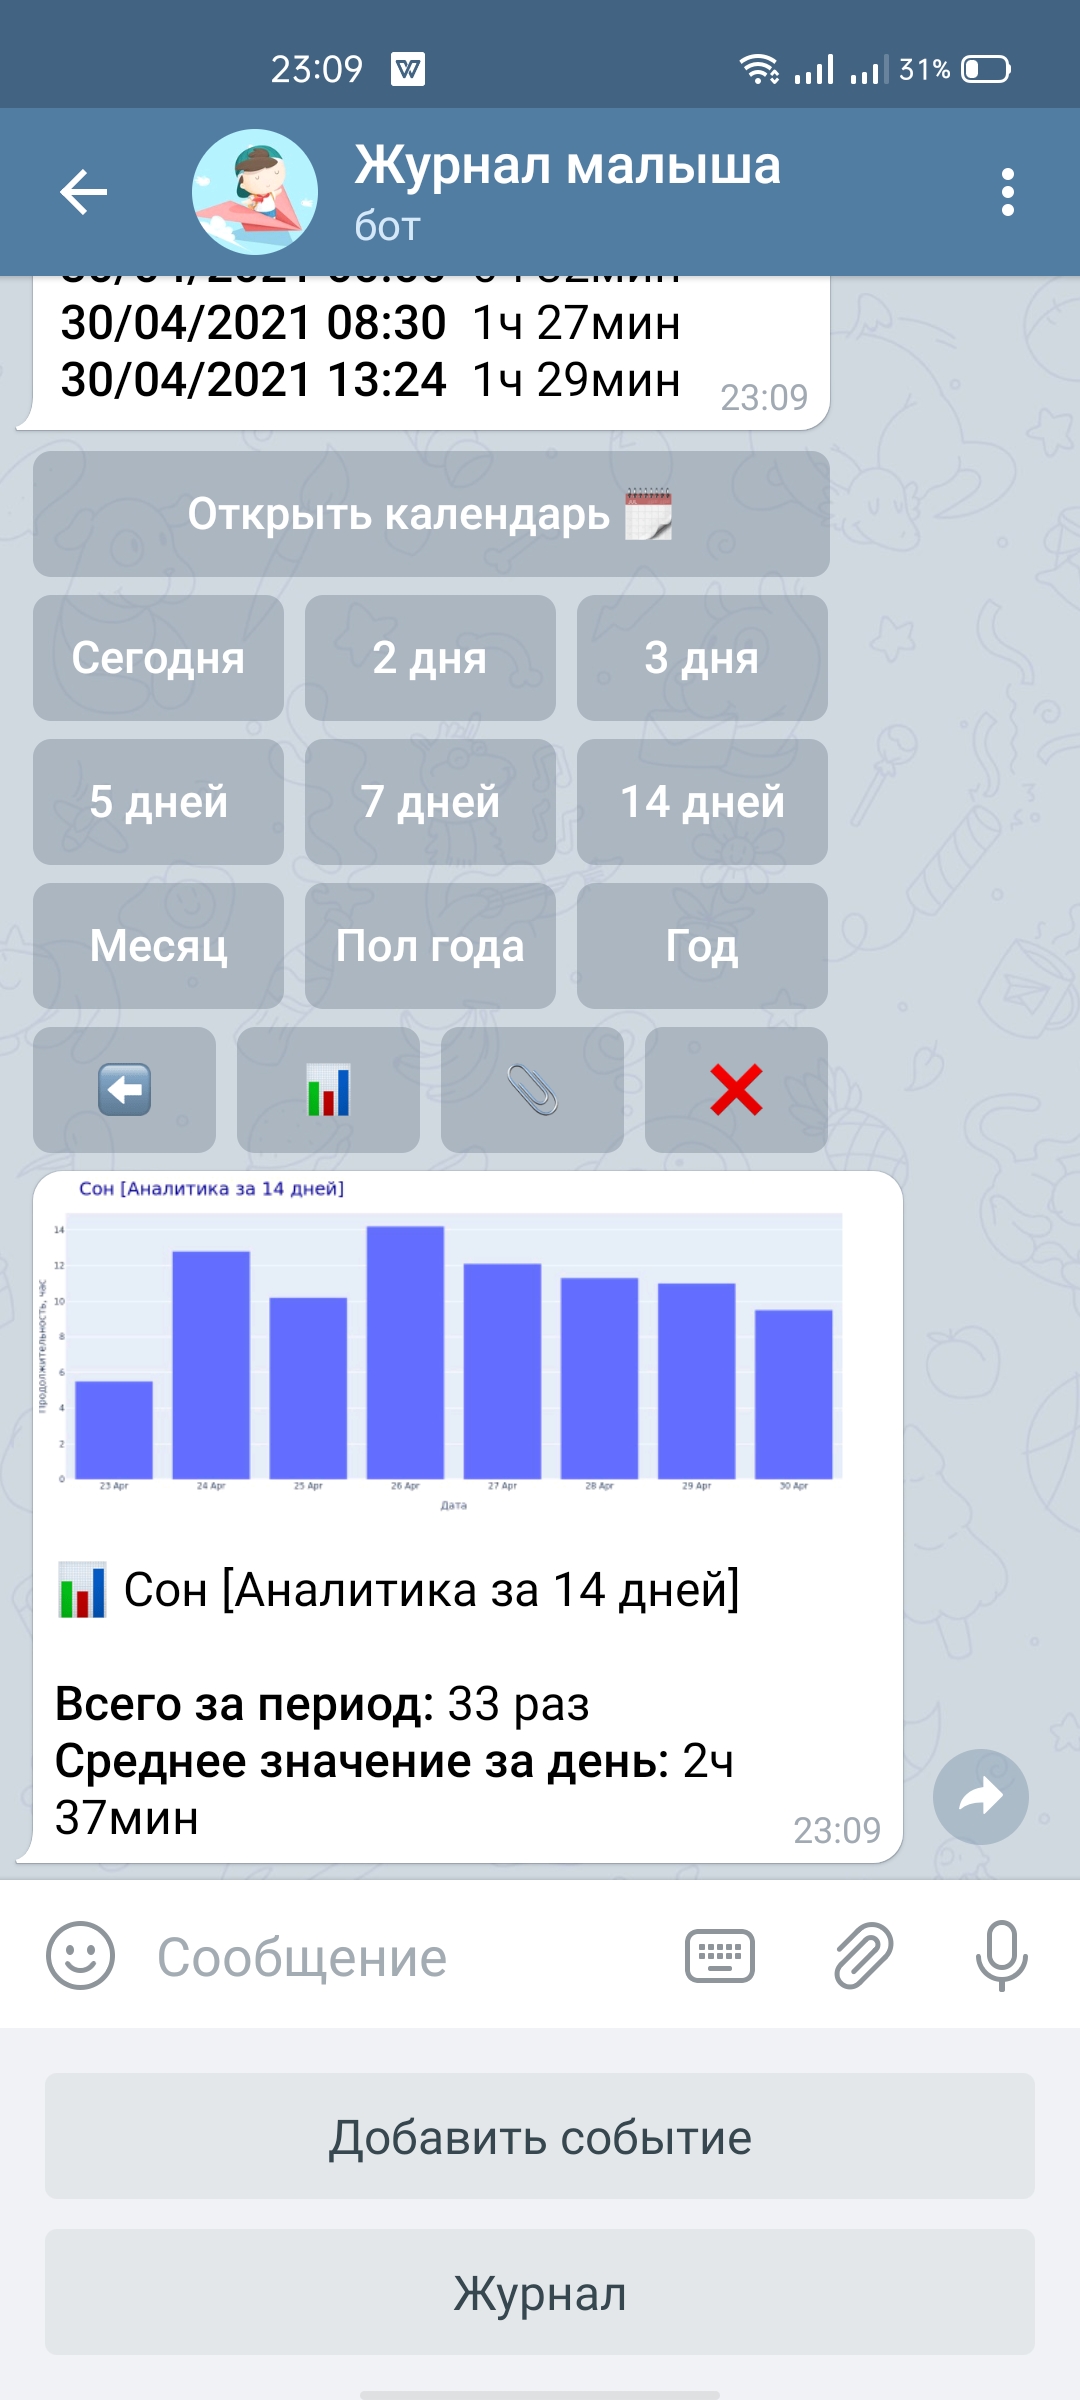 23:09
31%
Журнал малыша
бот
30/04/2021 08:30 1ч 27мин
30/04/2021 13:24 1ч 29мин
23:09
Открыть календарь
Сегодня 2 дня 3 дня
5 дней 7 дней 14 дней
Месяц Пол года Год
Сон [Аналитика за 14 дней]
Продолжительность, час
14
12
10
8
6
4
2
0
23 Apr 24 Apr 25 Apr 26 Apr 27 Apr 28 Apr 29 Apr 30 Apr
Дата
Сон [Аналитика за 14 дней]
Всего за период: 33 раз
Среднее значение за день: 2ч
37мин
23:09
Сообщение
Добавить событие
Журнал